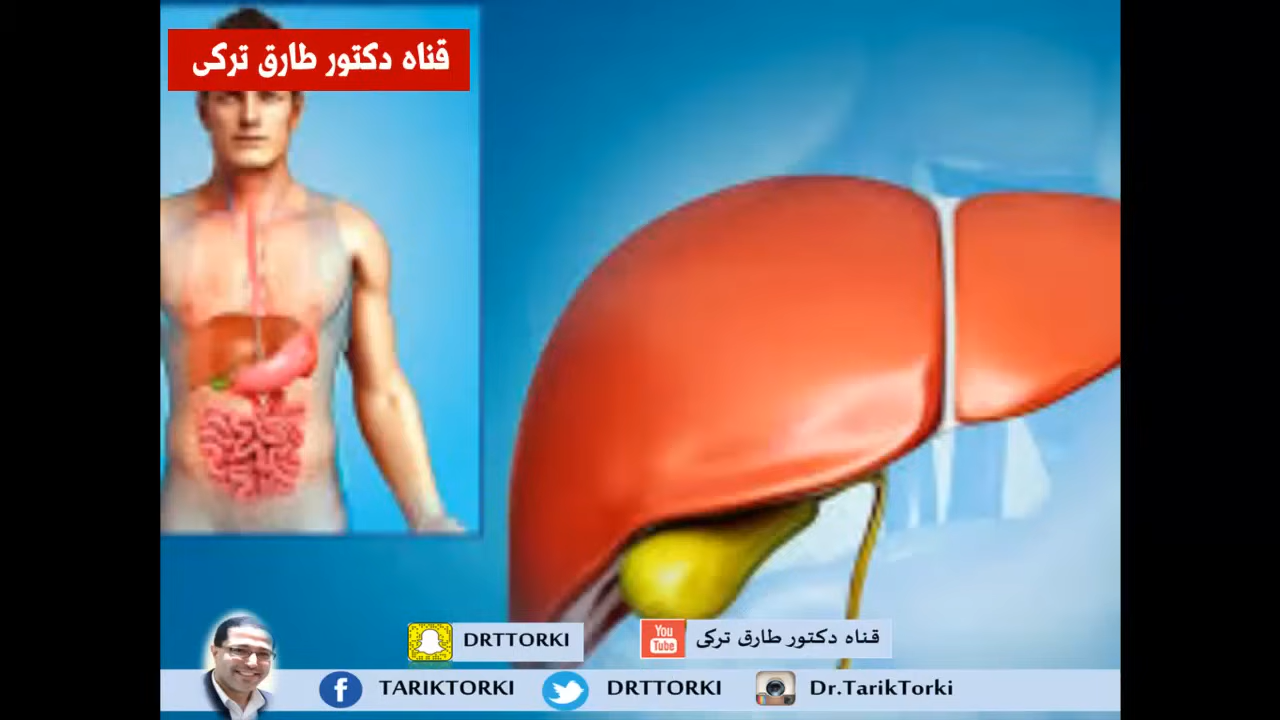 قناه دكتور طارق تركى
DRTTORKI
You Tube
قناه دكتور طارق تركى
TARIKTORKI
DRTTORKI
Dr.TarikTorki